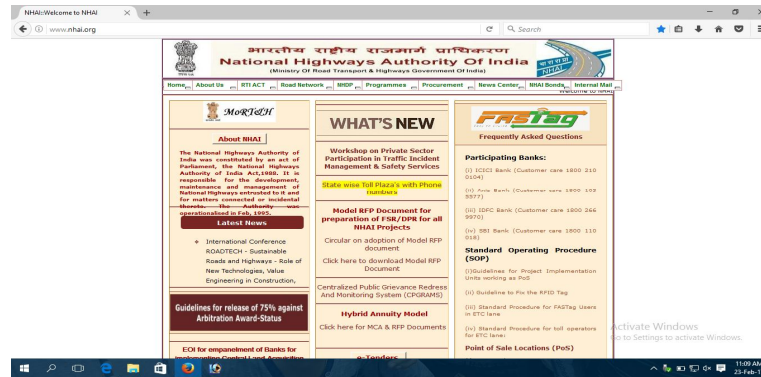 NHAI::Welcome to NHAI
www.nhai.org
Search
भारतीय राष्ट्रीय राजमार्ग प्राधिकरण
National Highways Authority Of India
(Ministry Of Road Transport & Highways Government Of India)
NHAI
Home About Us RTI ACT Road Network NHDP Programmes Procurement News Center NHAI Bonds Internal Mail
Welcome to NHAI
MoRT&H
About NHAI
The National Highways Authority of
India was constituted by an act of
Parliament, the National Highways
Authority of India Act,1988. It is
responsible for the development,
maintenance and management of
National Highways entrusted to it and
for matters connected or incidental
thereto. The Authority was
operationalised in Feb, 1995.
Latest News
International Conference
ROADTECH - Sustainable
Roads and Highways - Role of
New Technologies, Value
Engineering in Construction,
Guidelines for release of 75% against
Arbitration Award-Status
EOI for empanelment of Banks for
WHAT'S NEW
Workshop on Private Sector
Participation in Traffic Incident
Management & Safety Services
State wise Toll Plaza's with Phone
numbers
Model RFP Document for
preparation of FSR/DPR for all
NHAI Projects
Circular on adoption of Model RFP
document
Click here to download Model RFP
Document
Centralized Public Grievance Redress
And Monitoring System (CPGRAMS)
Hybrid Annuity Model
Click here for MCA & RFP Documents
e-Tenders
FASTag
Frequently Asked Questions
Participating Banks:
(i) ICICI Bank (Customer care 1800 210
0104)
(ii) Axis Bank (Customer care 1800
(iii) IDFC Bank (Customer care 1800 266
9970)
(iv) SBI Bank (Customer care 1800 110
018)
Standard Operating Procedure
(SOP)
(i)Guidelines for Project Implementation
Units working as PoS
(ii) Guideline to Fix the RFID Tag
(iii) Standard Procedure for FASTag Users
in ETC lane
(iv) Standard Procedure for toll operators
for ETC lane:
Point of Sale Locations (PoS)
Activate Windows
Go to Settings to activate Windows.
11:09 AM
23-Feb-1